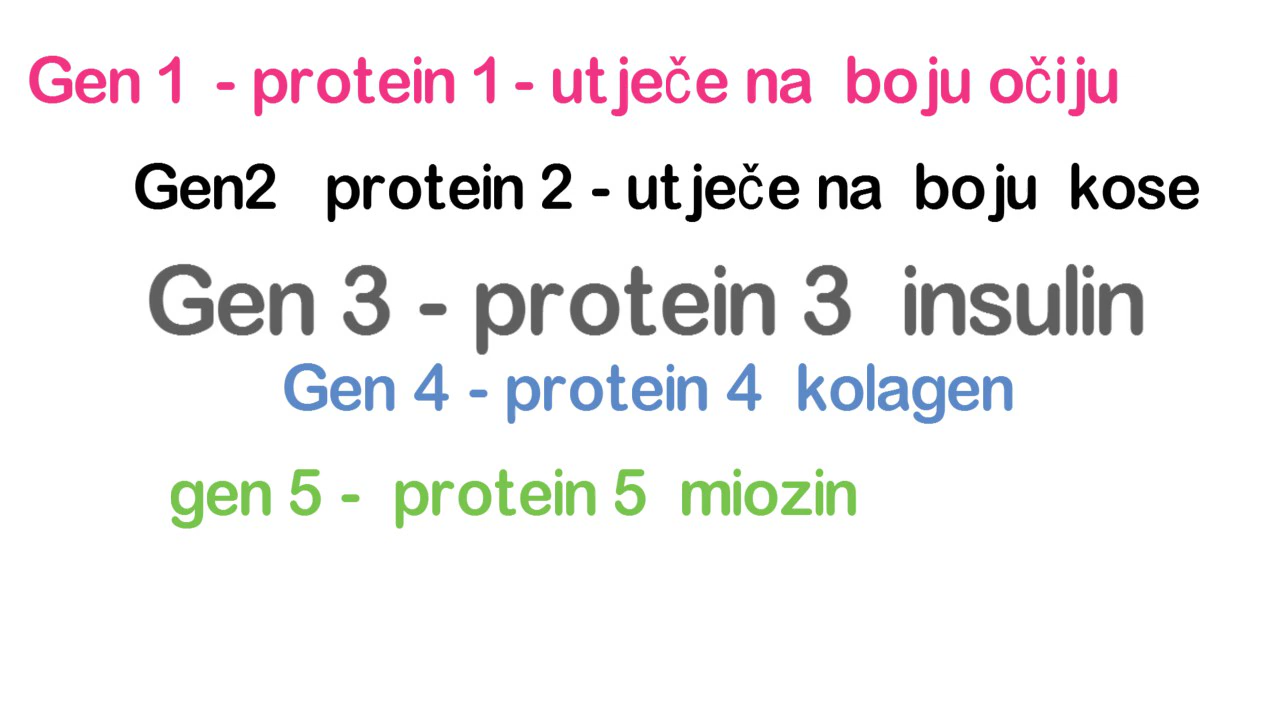 Gen 1 - protein 1 - utječe na boju očiju
Gen2 protein 2 - utječe na boju kose
Gen 3 - protein 3 insulin
Gen 4 - protein 4 kolagen
gen 5 - protein 5 miozin